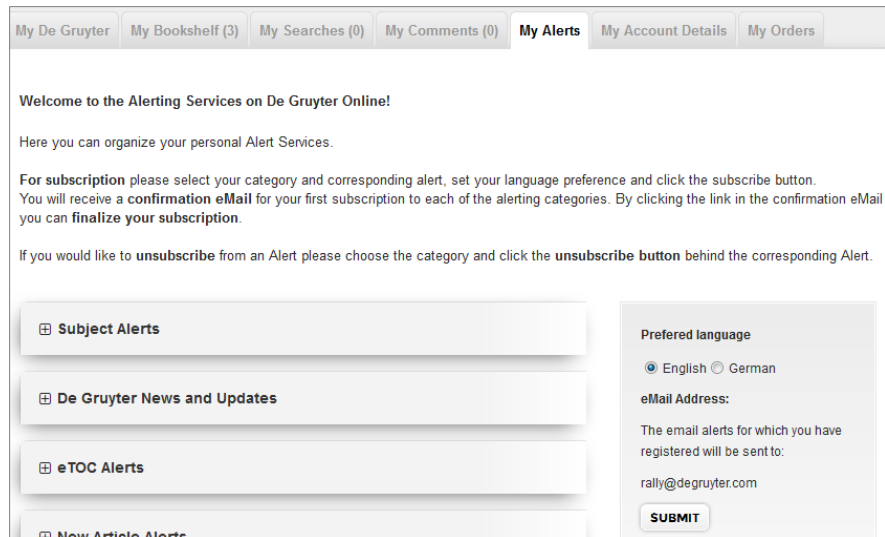 My De Gruyter My Bookshelf (3) My Searches (0) My Comments (0) My Alerts My Account Details My Orders
Welcome to the Alerting Services on De Gruyter Online!
Here you can organize your personal Alert Services.
For subscription please select your category and corresponding alert, set your language preference and click the subscribe button.
You will receive a confirmation eMail for your first subscription to each of the alerting categories. By clicking the link in the confirmation eMail
you can finalize your subscription.
If you would like to unsubscribe from an Alert please choose the category and click the unsubscribe button behind the corresponding Alert.
Subject Alerts
De Gruyter News and Updates
eTOC Alerts
New Article Alerts
Prefered language
English German
eMail Address:
The email alerts for which you have
registered will be sent to:
rally@degruyter.com
SUBMIT